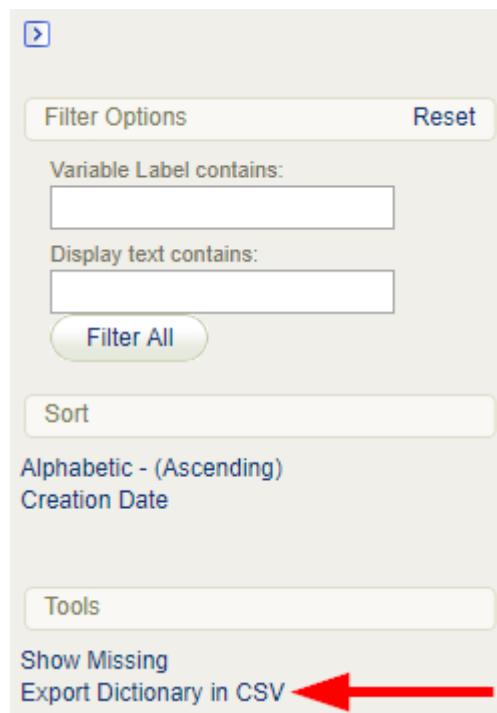 Filter Options Reset
Variable Label contains:
Display text contains:
Filter All
Sort
Alphabetic - (Ascending)
Creation Date
Tools
Show Missing
Export Dictionary in CSV